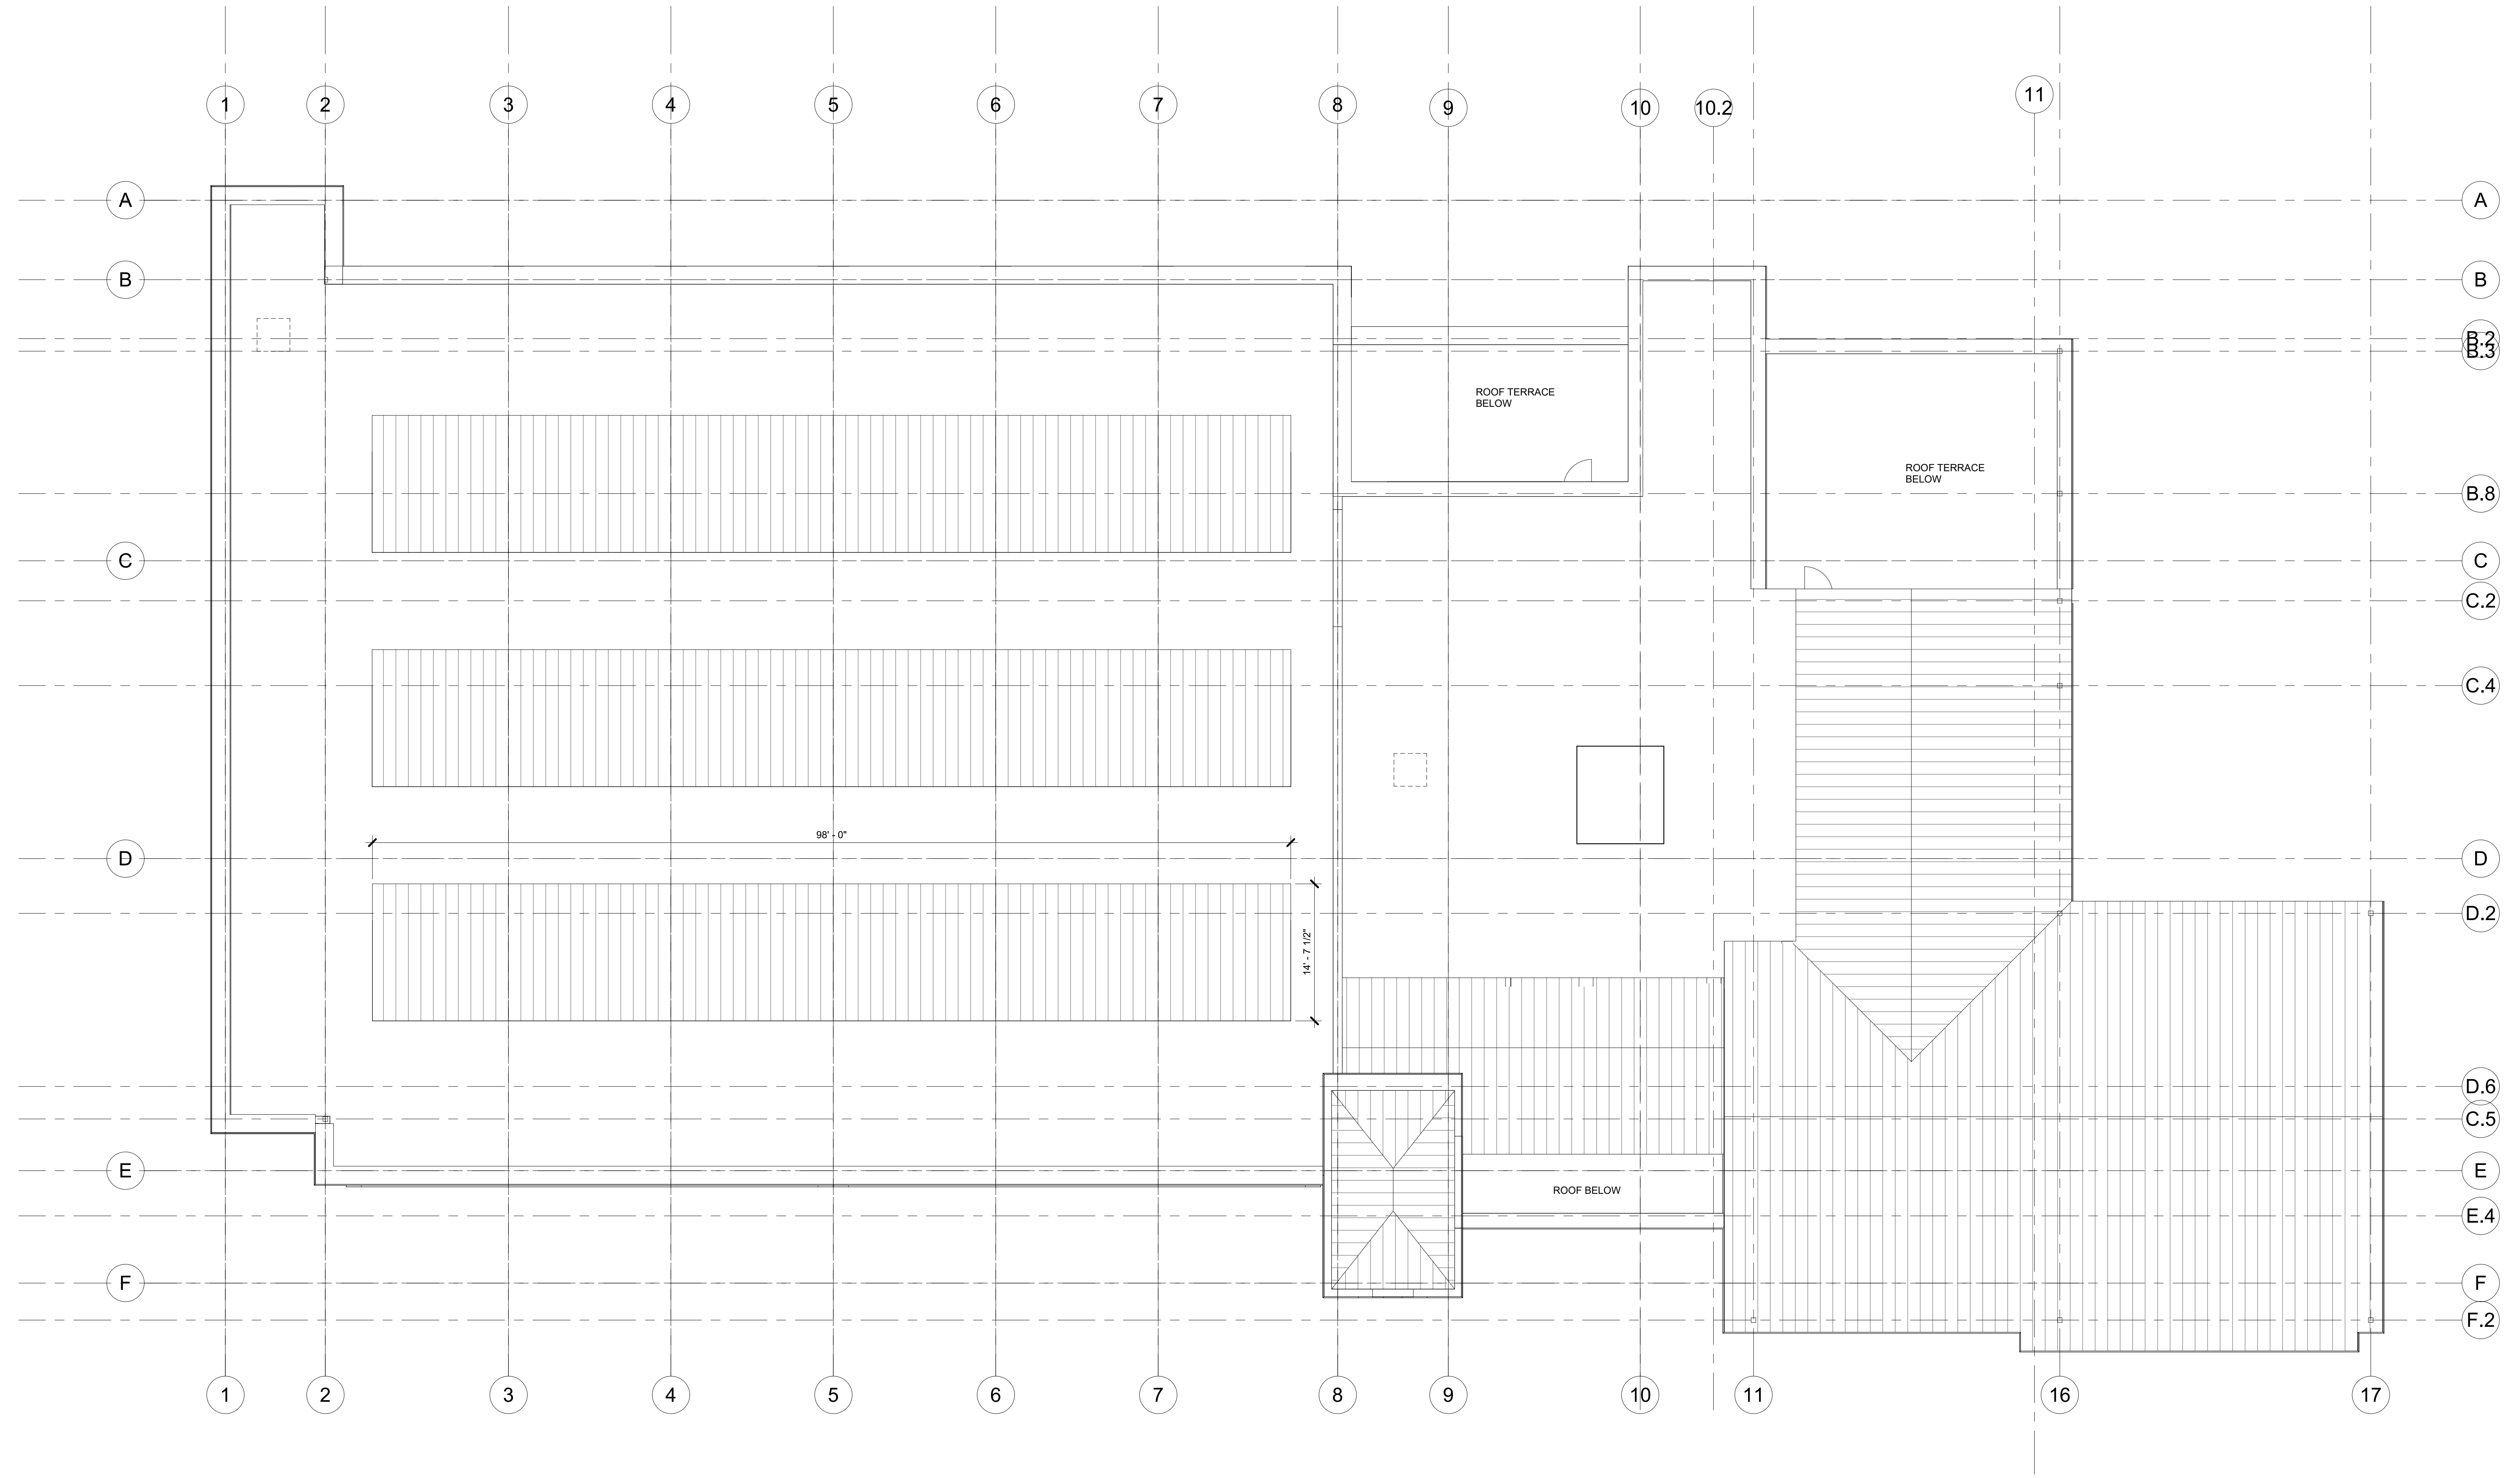 11
1
2
3
4
5
6
7
8
9
10
10.2
A
A
B
B
B.2
B.3
ROOF TERRACE
BELOW
ROOF TERRACE
BELOW
B.8
C
C
C.2
C.4
98' - 0"
D
D
D.2
14' - 7 1/2"
D.6
C.5
E
E
ROOF BELOW
E.4
F
F
F.2
1
2
3
4
5
6
7
8
9
10
11
16
17